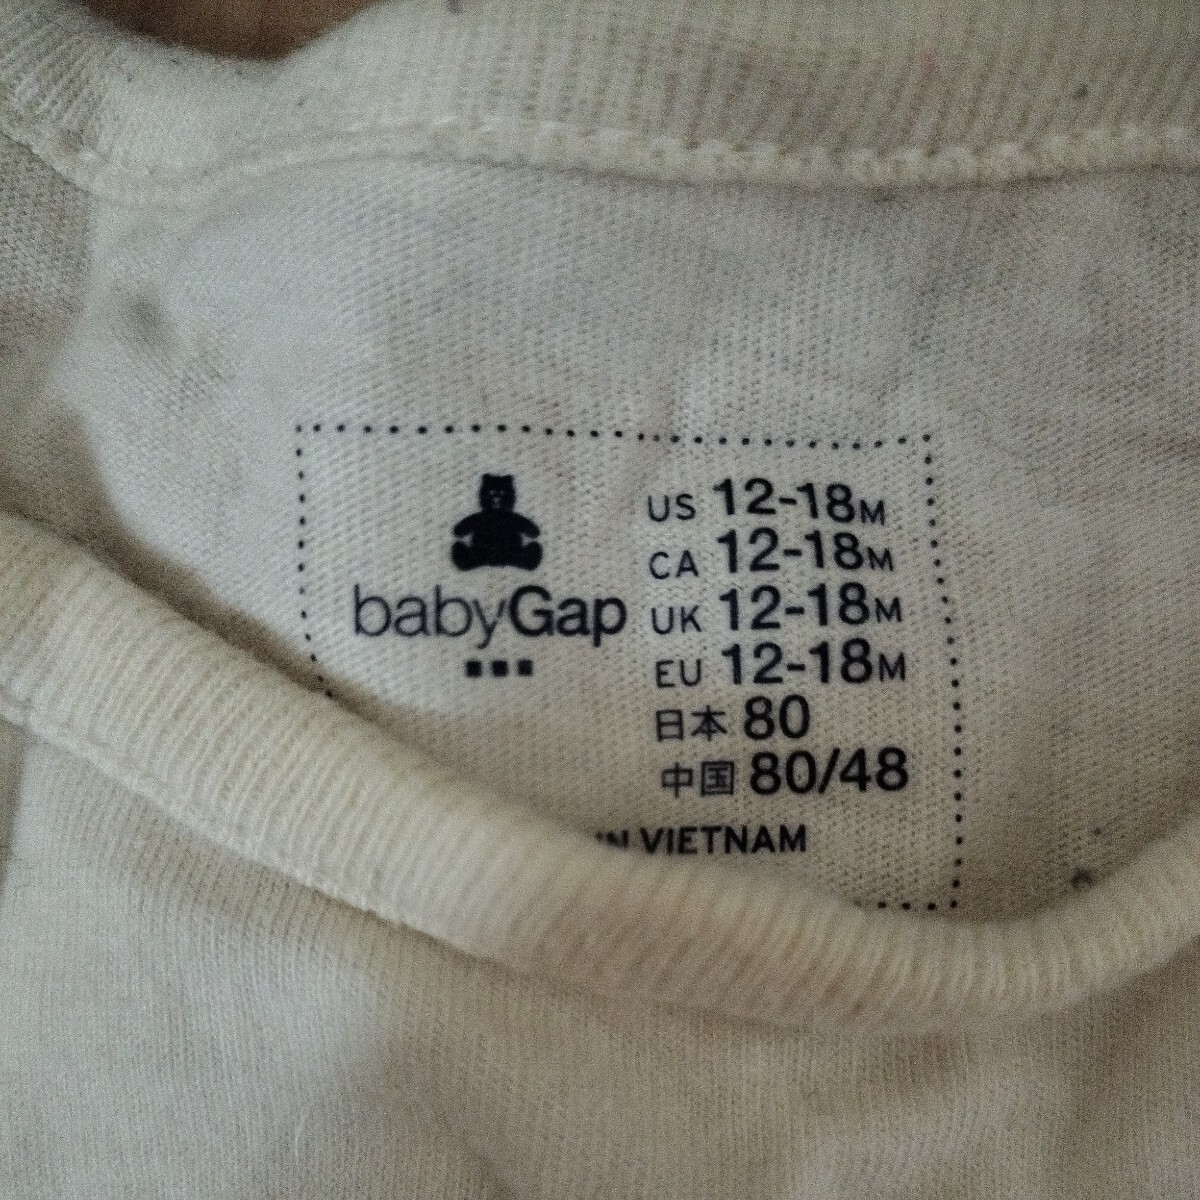 babyGap
US 12-18M
CA 12-18M
UK 12-18M
EU 12-18M
日本 80
中国 80/48
IN VIETNAM